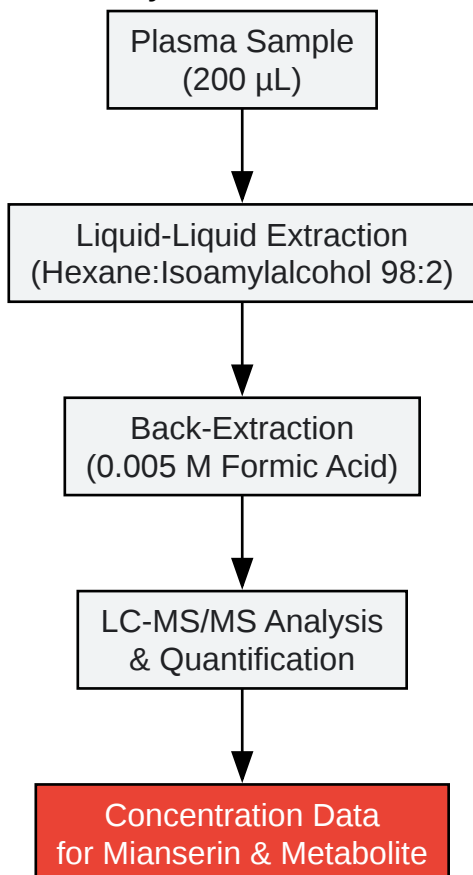 Plasma Sample
(200 µL)
Liquid-Liquid Extraction
(Hexane:Isoamylalcohol 98:2)
Back-Extraction
(0.005 M Formic Acid)
LC-MS/MS Analysis
& Quantification
Concentration Data
for Mianserin & Metabolite